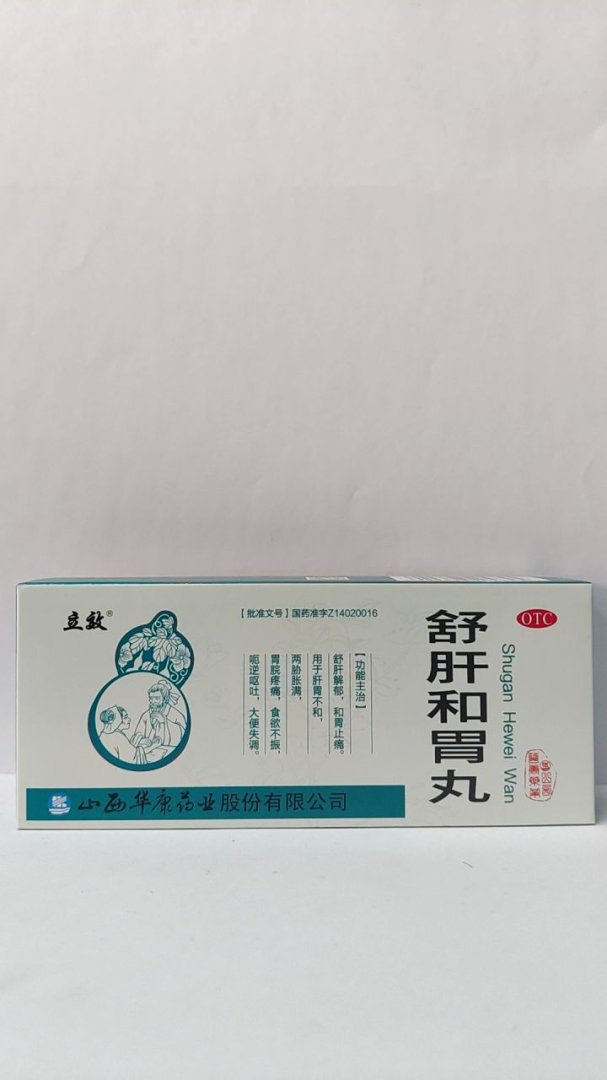 立效®
【批准文号】国药准字Z14020016
【功能主治】
舒肝解郁，和胃止痛。
用于肝胃不和，
两胁胀满，
胃脘疼痛，食欲不振，
呃逆呕吐，大便失调。
舒肝和胃丸
Shugan Hewei Wan
OTC
山西华康药业股份有限公司